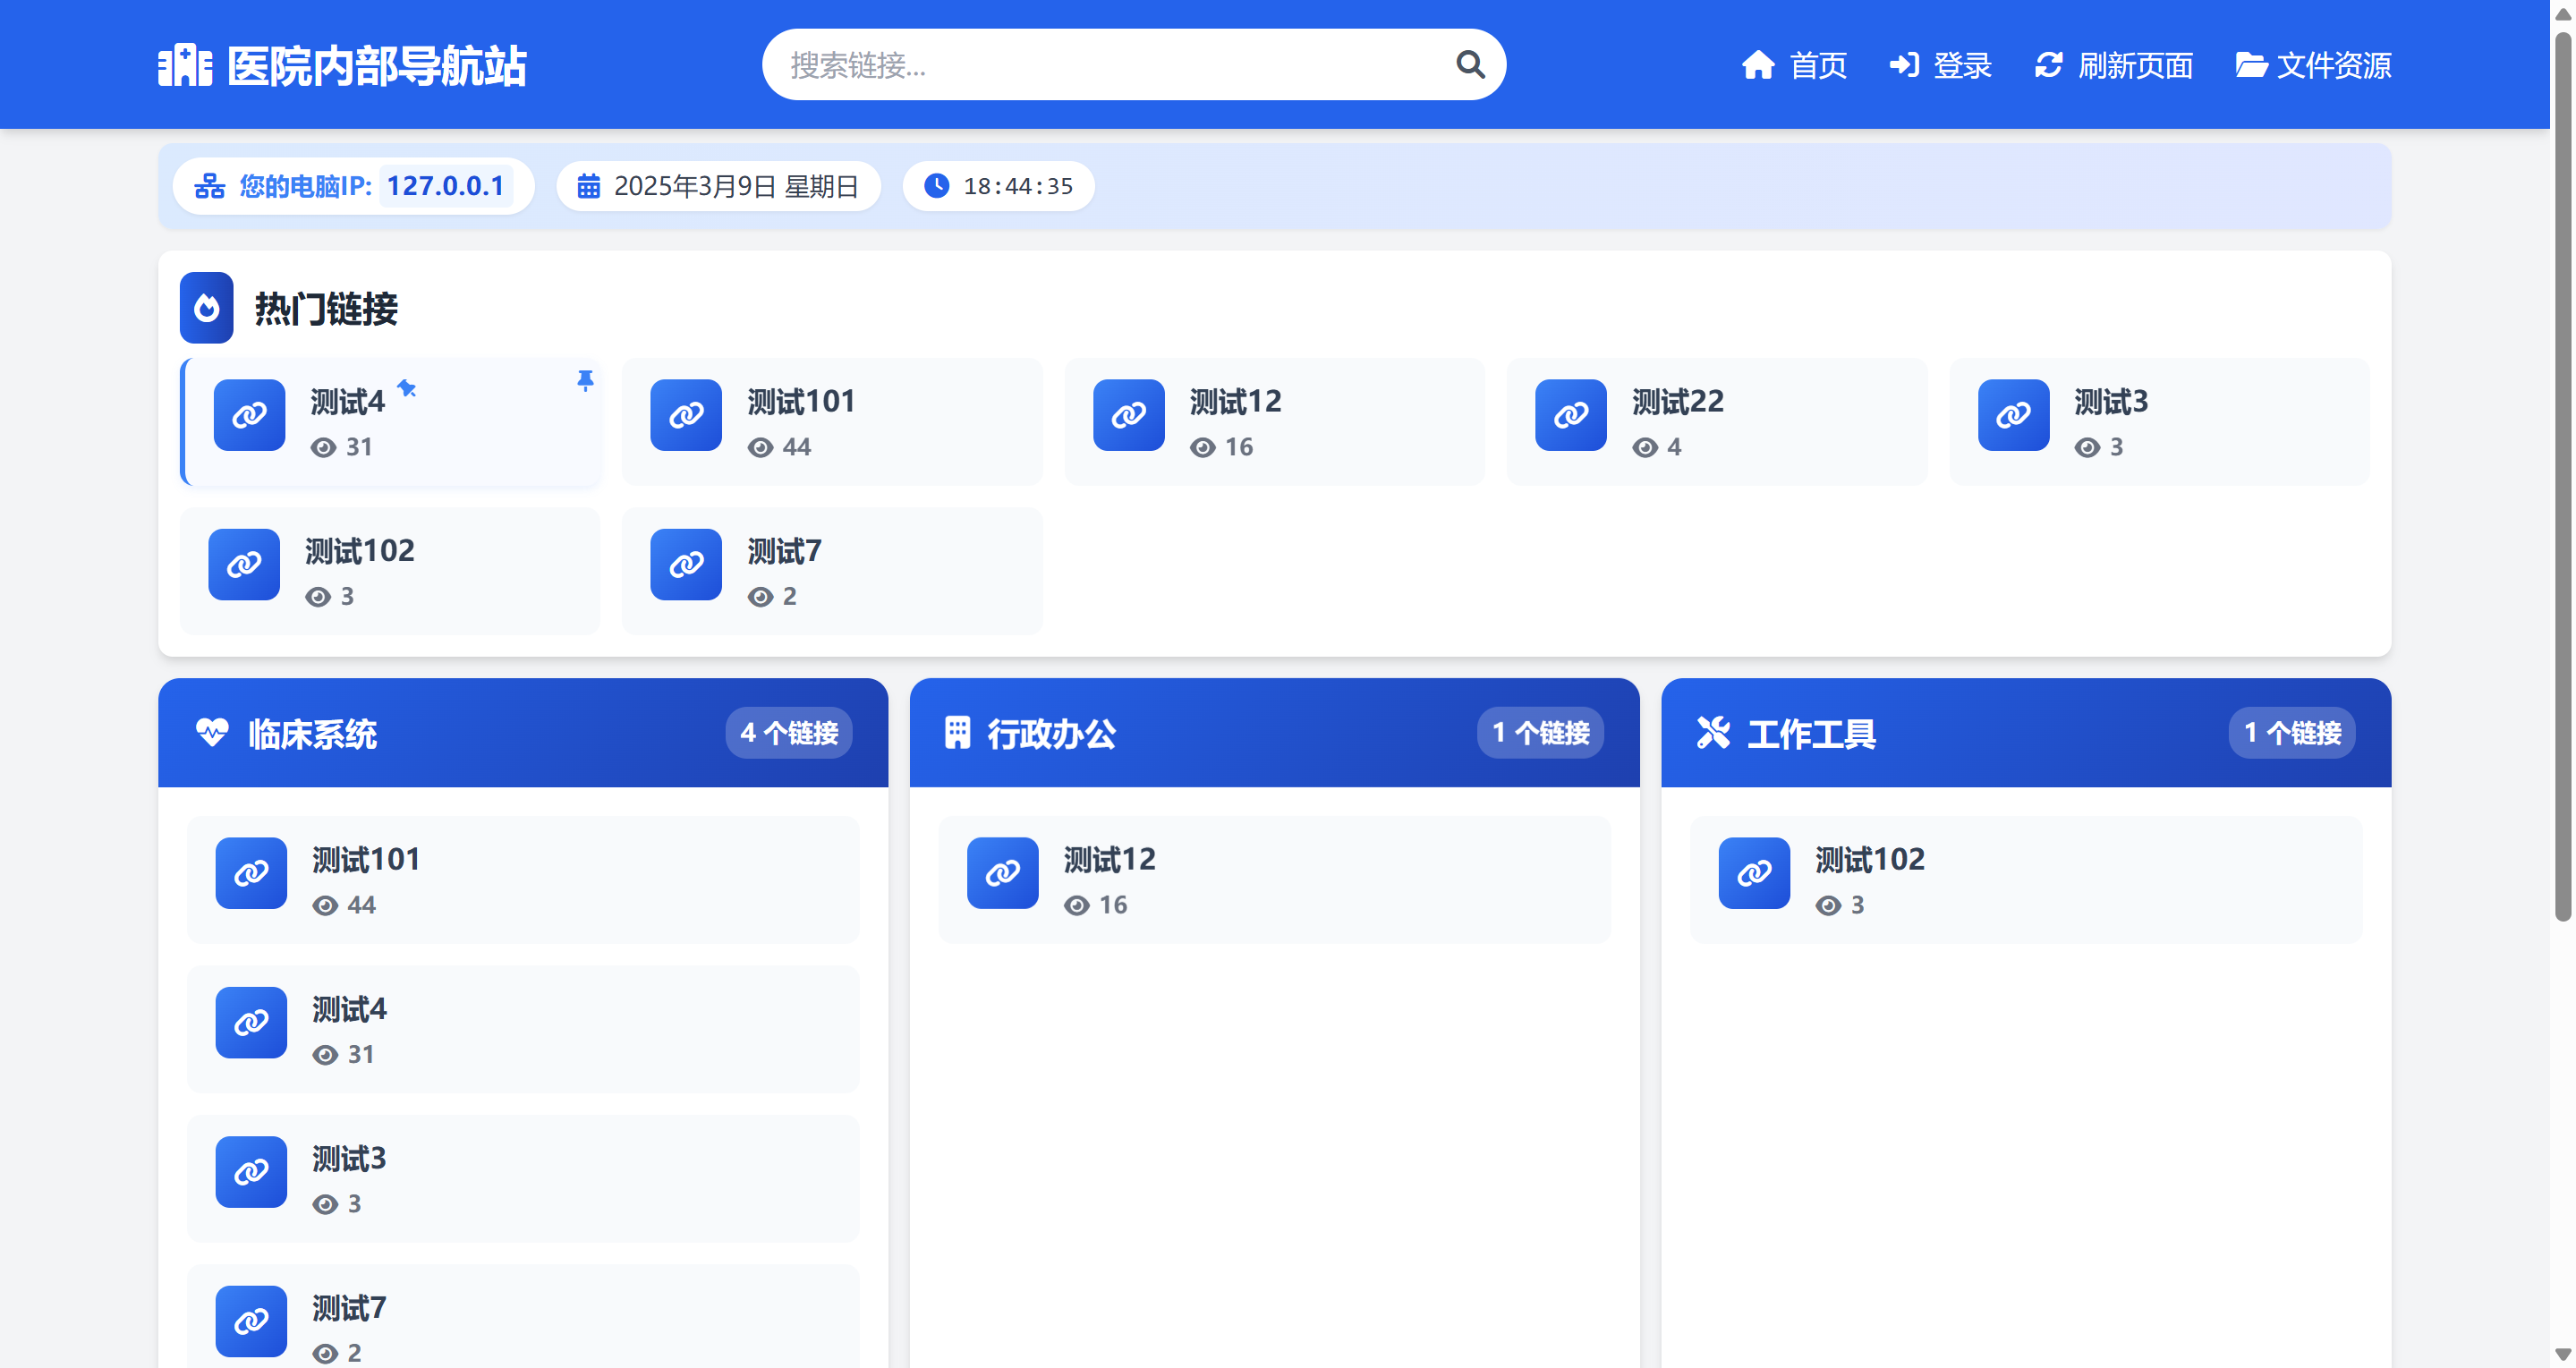 医院内部导航站
搜索链接...
首页
登录
刷新页面
文件资源
您的电脑IP: 127.0.0.1
2025年3月9日 星期日
18:44:35
热门链接
测试4
31
测试101
44
测试12
16
测试22
4
测试3
3
测试102
3
测试7
2
临床系统
4 个链接
测试101
44
测试4
31
测试3
3
测试7
2
行政办公
1 个链接
测试12
16
工作工具
1 个链接
测试102
3